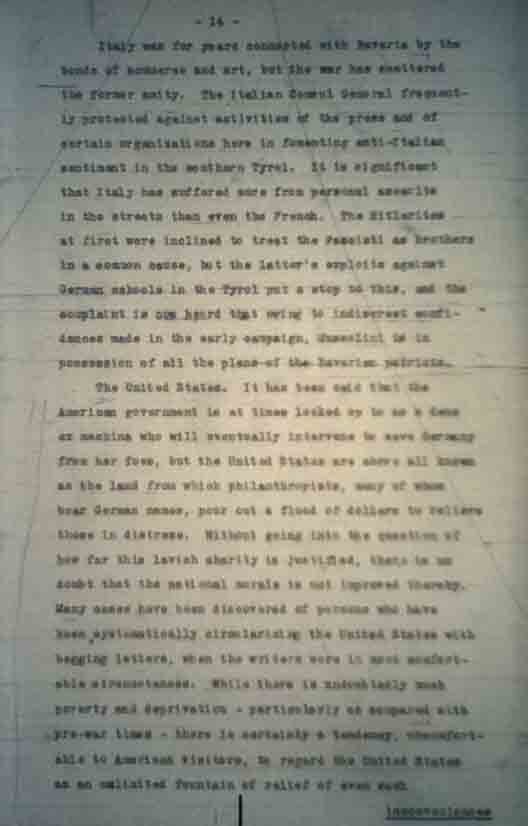 - 14 -
Italy was for years connected with Bavaria by the
bonds of commerce and art, but the war has shattered
the former amity. The Italian Consul General frequent-
ly protested against activities of the press and of
certain organizations here in fomenting anti-Italian
sentiment in the southern Tyrol. It is significant
that Italy has suffered more from personal assaults
in the streets than even the French. The Hitlerites
at first were inclined to treat the Fascisti as brothers
in a common cause, but the latter's exploits against
German schools in the Tyrol put a stop to this, and the
complaint is now heard that owing to indiscreet confi-
dences made in the early campaign, Mussolini is in
possession of all the plans of the Bavarian patriots.
The United States. It has been said that the
American government is at times looked up to as a deus
ex machina who will eventually intervene to save Germany
from her foes, but the United States are above all known
as the land from which philanthropists, many of whom
bear German names, pour out a flood of dollars to relieve
those in distress. Without going into the question of
how far this lavish charity is justified, there is no
doubt that the national morale is not improved thereby.
Many cases have been discovered of persons who have
been systematically circularizing the United States with
begging letters, when the writers were in most comfort-
able circumstances. While there is undoubtedly much
poverty and deprivation - particularly as compared with
pre-war times - there is certainly a tendency, uncomfort-
able to American visitors, to regard the United States
as an unlimited fountain of relief of even such
inconveniences